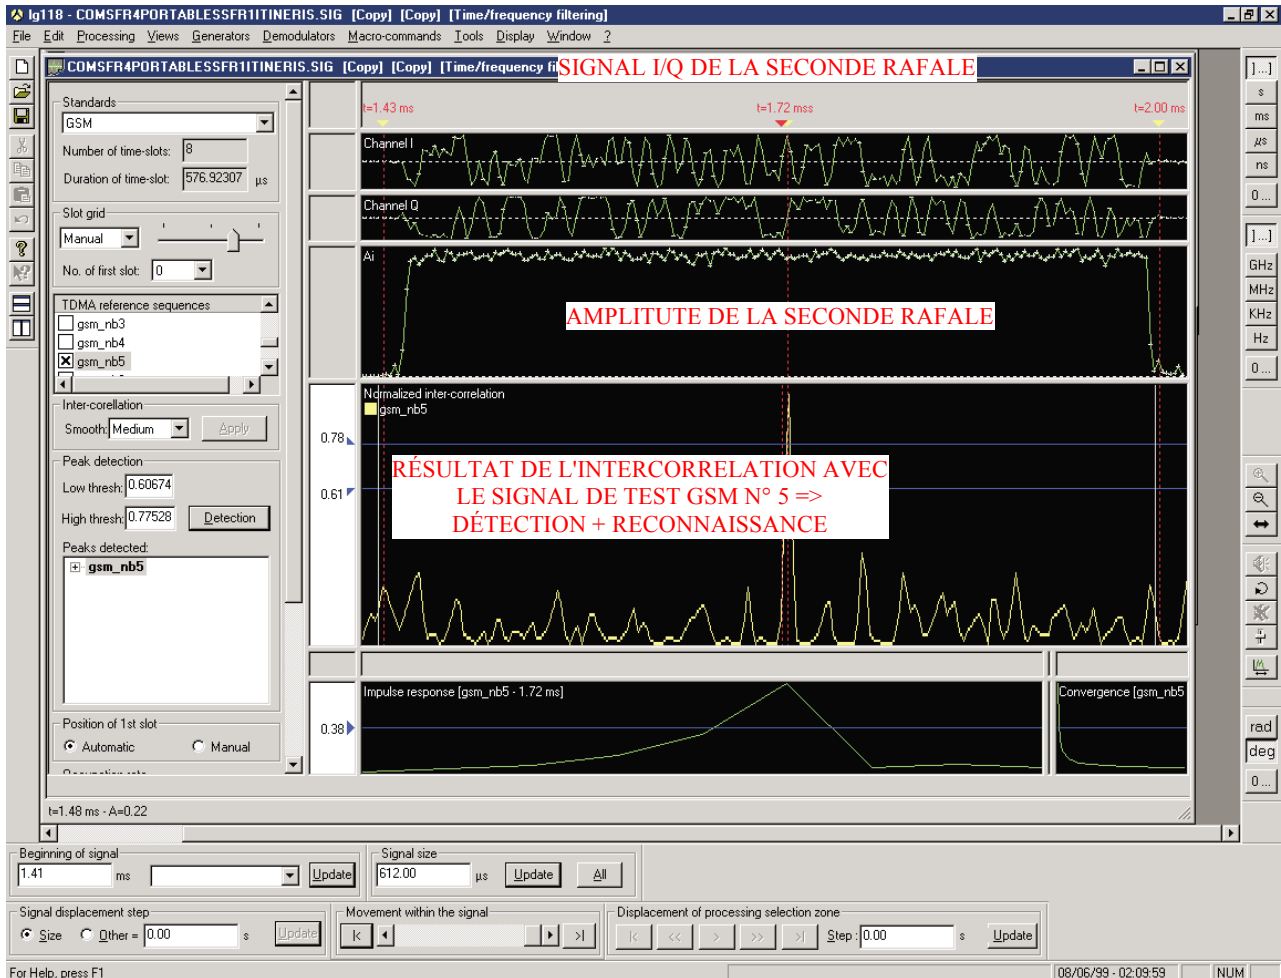 lg118 - COMSFR4PORTABLESSFR1ITINERIS.SIG [Copy] [Copy] [Time/frequency filtering]
File Edit Processing Views Generators Demodulators Macro-commands Tools Display Window ?
COMSFR4PORTABLESSFR1ITINERIS.SIG [Copy] [Copy] [Time/frequency fil
SIGNAL I/Q DE LA SECONDE RAFALE
Standards
GSM
Number of time-slots: 8
Duration of time-slot: 576.92307 µs
Slot grid
Manual
No. of first slot: 0
TDMA reference sequences
gsm_nb3
gsm_nb4
gsm_nb5
Inter-corellation
Smooth: Medium Apply
Peak detection
Low thresh: 0.60674
High thresh: 0.77528 Detection
Peaks detected:
gsm_nb5
Position of 1st slot
Automatic Manual
t=1.48 ms - A=0.22
t=1.43 ms t=1.72 mss t=2.00 ms
Channel I
Channel Q
Ai
AMPLITUTE DE LA SECONDE RAFALE
Normalized inter-correlation
gsm_nb5
0.78
0.61
RÉSULTAT DE L'INTERCORRELATION AVEC
LE SIGNAL DE TEST GSM N° 5 =>
DÉTECTION + RECONNAISSANCE
Impulse response [gsm_nb5 - 1.72 ms]
Convergence [gsm_nb5
0.38
]...]
s
ms
µs
ns
0 ...
]...]
GHz
MHz
KHz
Hz
0 ...
rad
deg
0 ...
Beginning of signal
1.41 ms Update
Signal size
612.00 µs Update All
Signal displacement step
Size Other = 0.00 s Update
Movement within the signal
|< >|
Displacement of processing selection zone
|< << > >> >| Step : 0.00 s Update
For Help, press F1
08/06/99 - 02:09:59 NUM